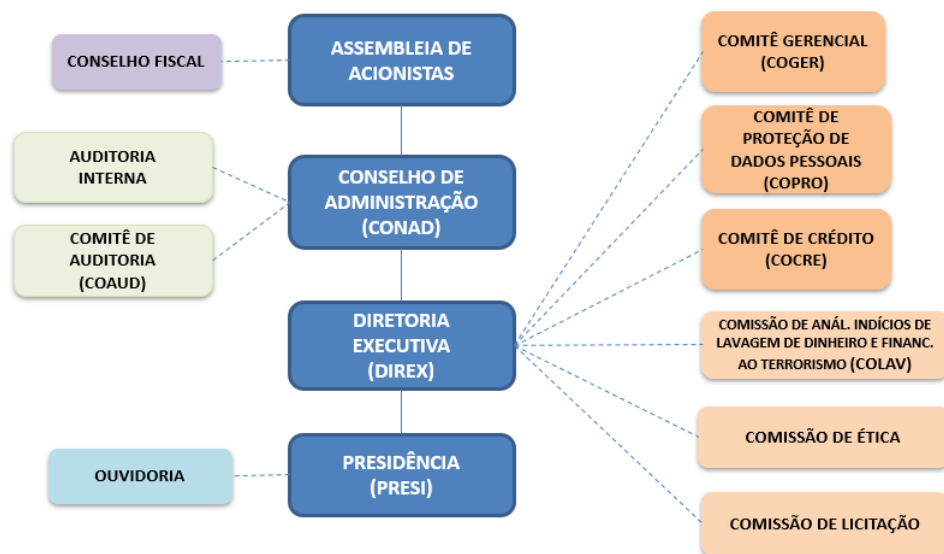 CONSELHO FISCAL
ASSEMBLEIA DE
ACIONISTAS
COMITÊ GERENCIAL
(COGER)
AUDITORIA
INTERNA
CONSELHO DE
ADMINISTRAÇÃO
(CONAD)
COMITÊ DE
PROTEÇÃO DE
DADOS PESSOAIS
(COPRO)
COMITÊ DE
AUDITORIA
(COAUD)
COMITÊ DE CRÉDITO
(COCRE)
DIRETORIA
EXECUTIVA
(DIREX)
COMISSÃO DE ANÁL. INDÍCIOS DE
LAVAGEM DE DINHEIRO E FINANC.
AO TERRORISMO (COLAV)
COMISSÃO DE ÉTICA
OUVIDORIA
PRESIDÊNCIA
(PRESI)
COMISSÃO DE LICITAÇÃO